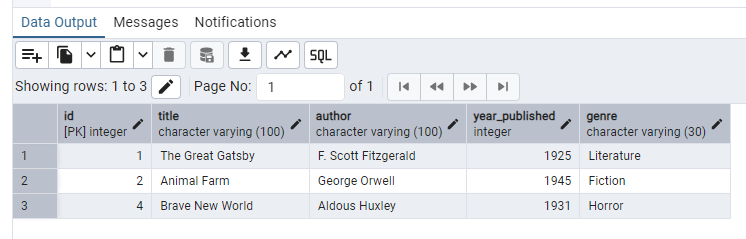 Data Output Messages Notifications
SQL
Showing rows: 1 to 3 Page No: 1 of 1
id title author year_published genre
[PK] integer character varying (100) character varying (100) integer character varying (30)
1 1 The Great Gatsby F. Scott Fitzgerald 1925 Literature
2 2 Animal Farm George Orwell 1945 Fiction
3 4 Brave New World Aldous Huxley 1931 Horror